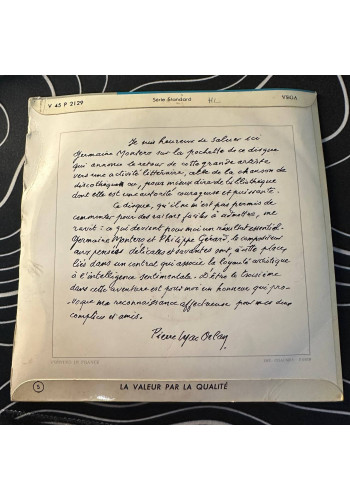 V 45 P 2129 Série Standard VEGA
Je suis heureux de saluer ici
Germaine Montero sur la pochette de ce disque
qui annonce le retour de cette grande artiste
vers une activité littéraire, celle de la chanson de
discothèque ou, pour mieux dire de bibliothèque
dont elle est une autorité courageuse et puissante.
Ce disque, qu'il ne m'est pas permis de
commenter pour des raisons faciles à admettre, me
ravit : ce qui devient pour moi un résultat essentiel.
Germaine Montero et Philippe Gérard, le compositeur
aux pensées délicates et verdoyantes ont à cette place,
liés dans un contrat qui associe la loyauté artistique
à l'intelligence sentimentale. D'être le troisième
dans cette aventure est pour moi un honneur qui pro-
voque ma reconnaissance affectueuse pour mes deux
complices et amis.
Pierre Mac Orlan
5 LA VALEUR PAR LA QUALITÉ